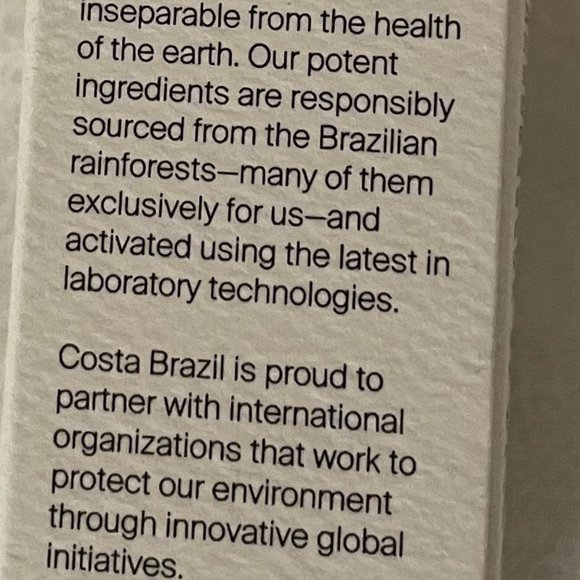 inseparable from the health
of the earth. Our potent
ingredients are responsibly
sourced from the Brazilian
rainforests—many of them
exclusively for us—and
activated using the latest in
laboratory technologies.
Costa Brazil is proud to
partner with international
organizations that work to
protect our environment
through innovative global
initiatives.